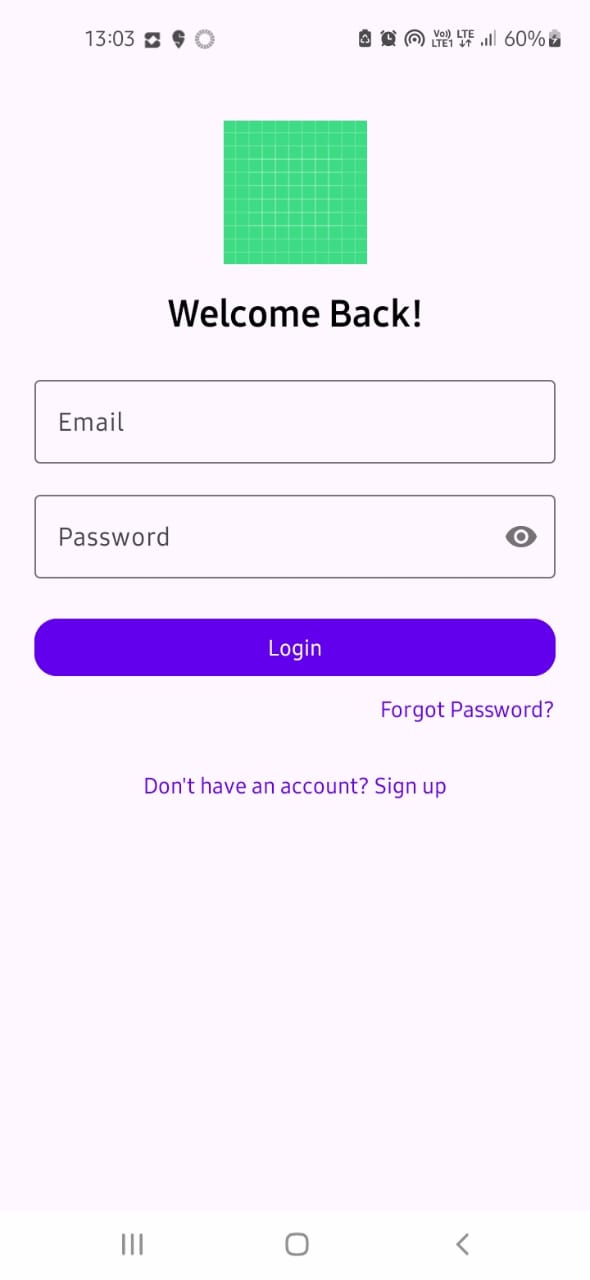 13:03 Vo)) LTE 60%
LTE1
Welcome Back!
Email
Password
Login
Forgot Password?
Don't have an account? Sign up